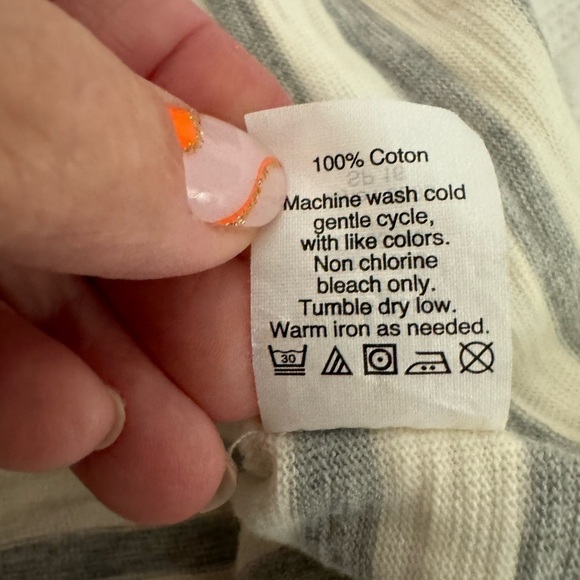 100% Coton
Machine wash cold
gentle cycle,
with like colors.
Non chlorine
bleach only.
Tumble dry low.
Warm iron as needed.
30